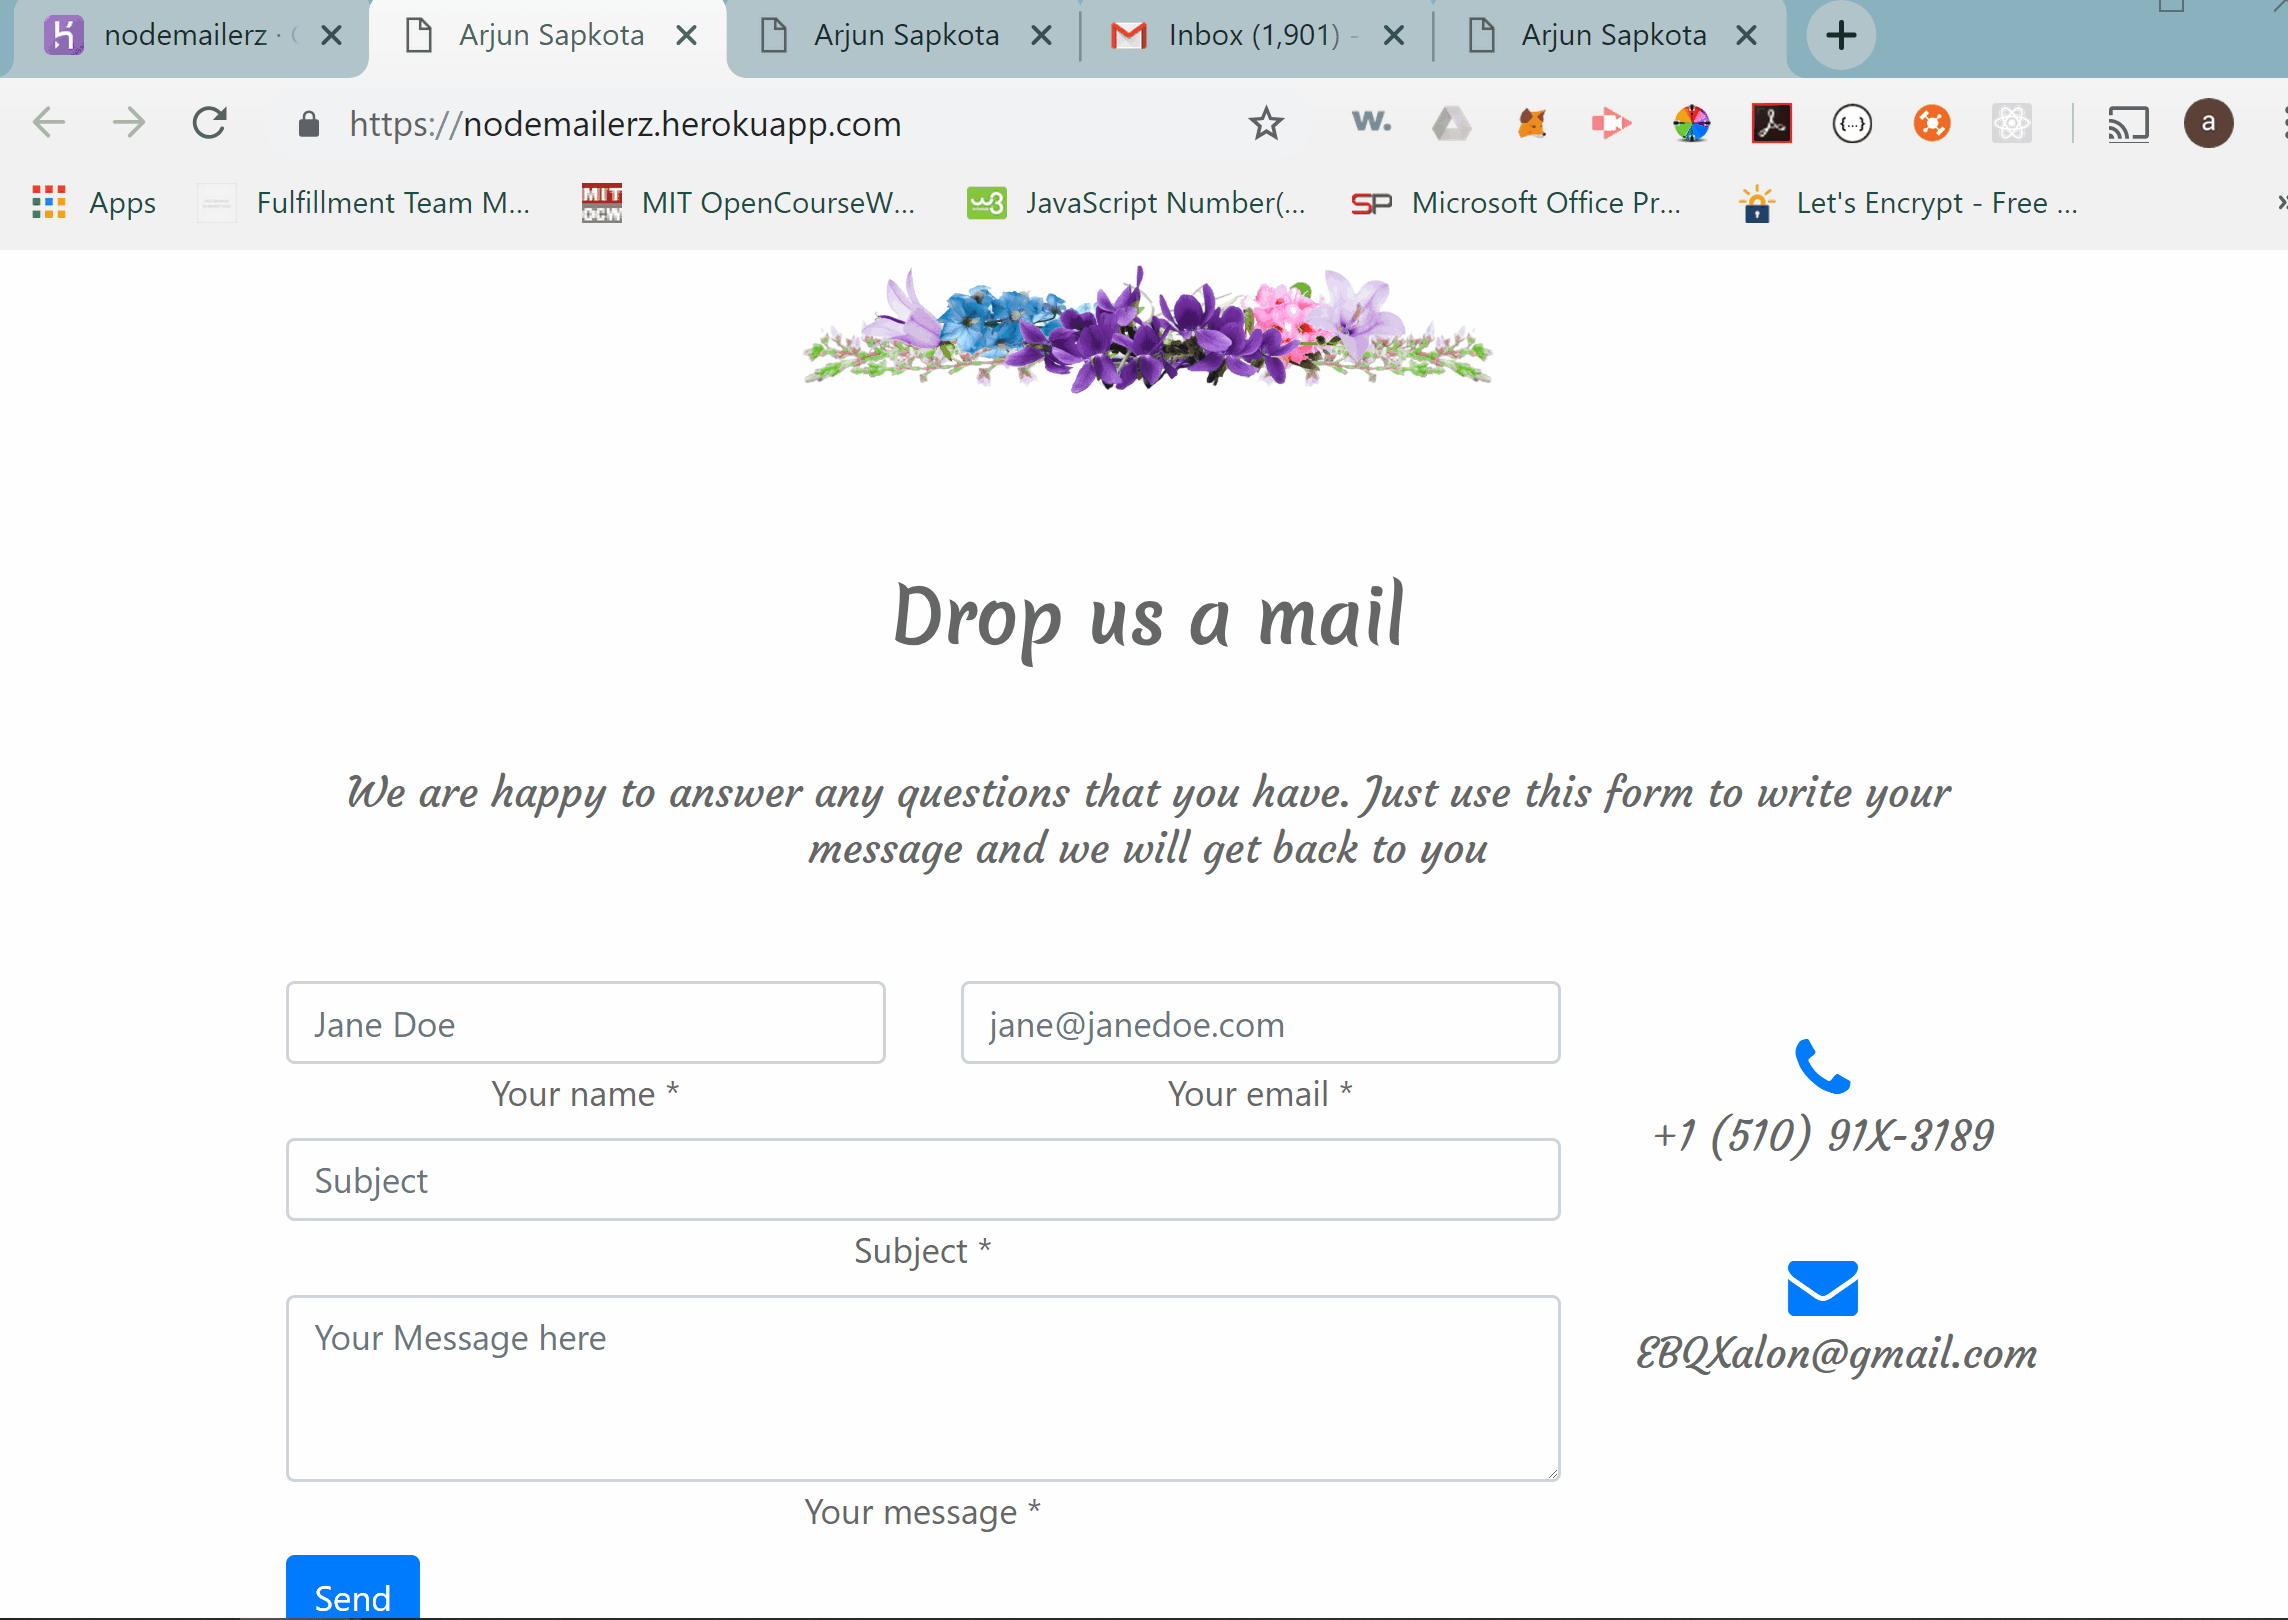 nodemailerz ·
Arjun Sapkota
Arjun Sapkota
Inbox (1,901) -
Arjun Sapkota
https://nodemailerz.herokuapp.com
w.
{...}
a
Apps
Fulfillment Team M...
MIT OCW
MIT OpenCourseW...
w3
JavaScript Number(...
SP
Microsoft Office Pr...
Let's Encrypt - Free ...
»
Drop us a mail
We are happy to answer any questions that you have. Just use this form to write your
message and we will get back to you
Jane Doe
jane@janedoe.com
Your name *
Your email *
+1 (510) 91X-3189
Subject
Subject *
EBQXalon@gmail.com
Your Message here
Your message *
Send